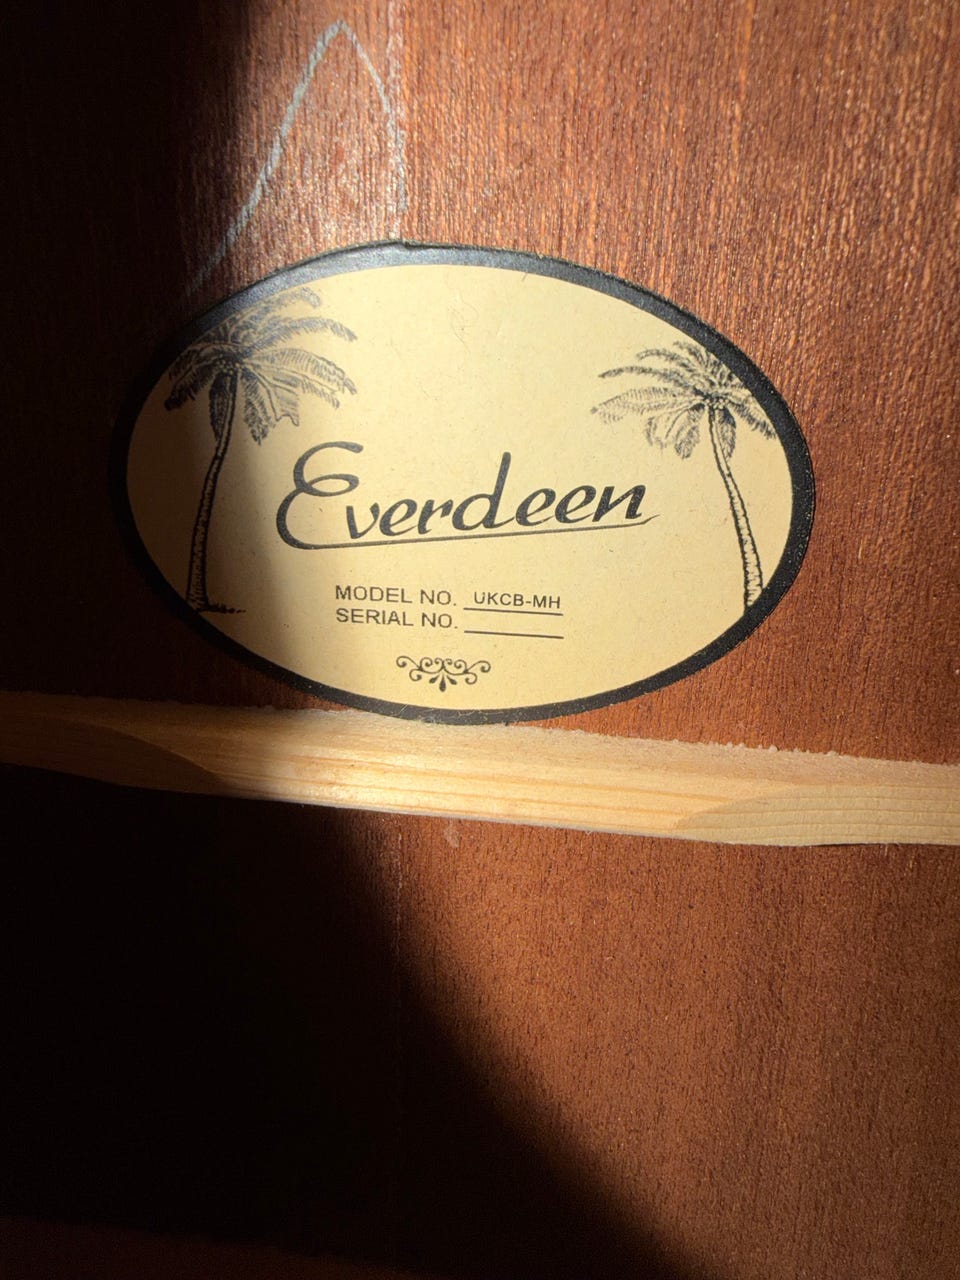 Everdeen
MODEL NO. UKCB-MH
SERIAL NO.